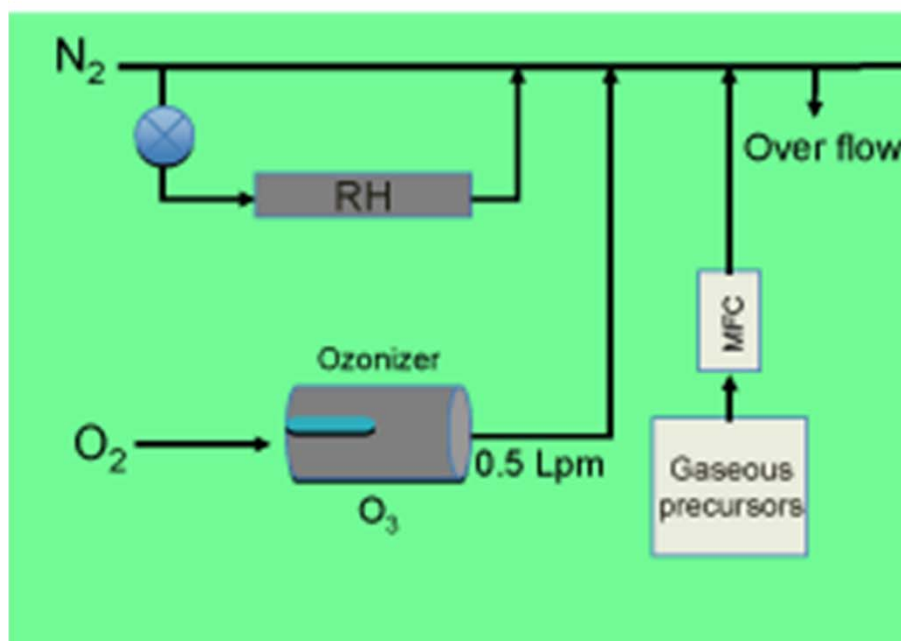 N₂
Over flow
RH
MFC
Ozonizer
O₂
0.5 Lpm
Gaseous
precursors
O₃